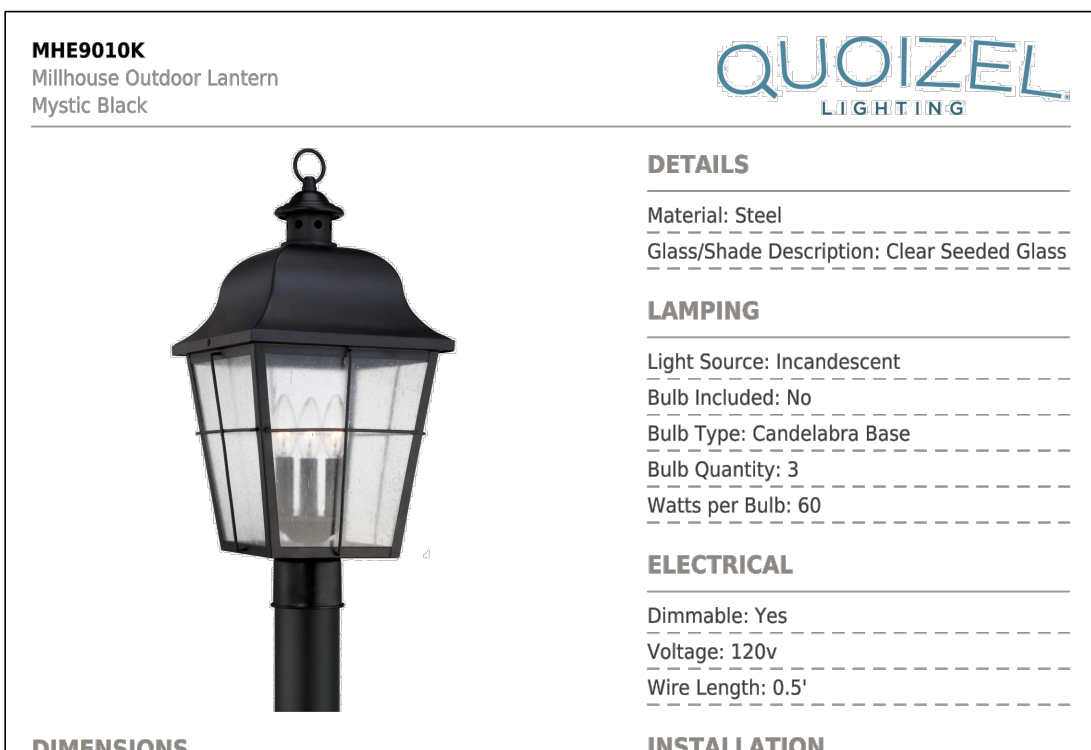 MHE9010K
Millhouse Outdoor Lantern
Mystic Black
QUOIZEL
LIGHTING
DETAILS
Material: Steel
Glass/Shade Description: Clear Seeded Glass
LAMPING
Light Source: Incandescent
Bulb Included: No
Bulb Type: Candelabra Base
Bulb Quantity: 3
Watts per Bulb: 60
ELECTRICAL
Dimmable: Yes
Voltage: 120v
Wire Length: 0.5'
DIMENSIONS
INSTALLATION